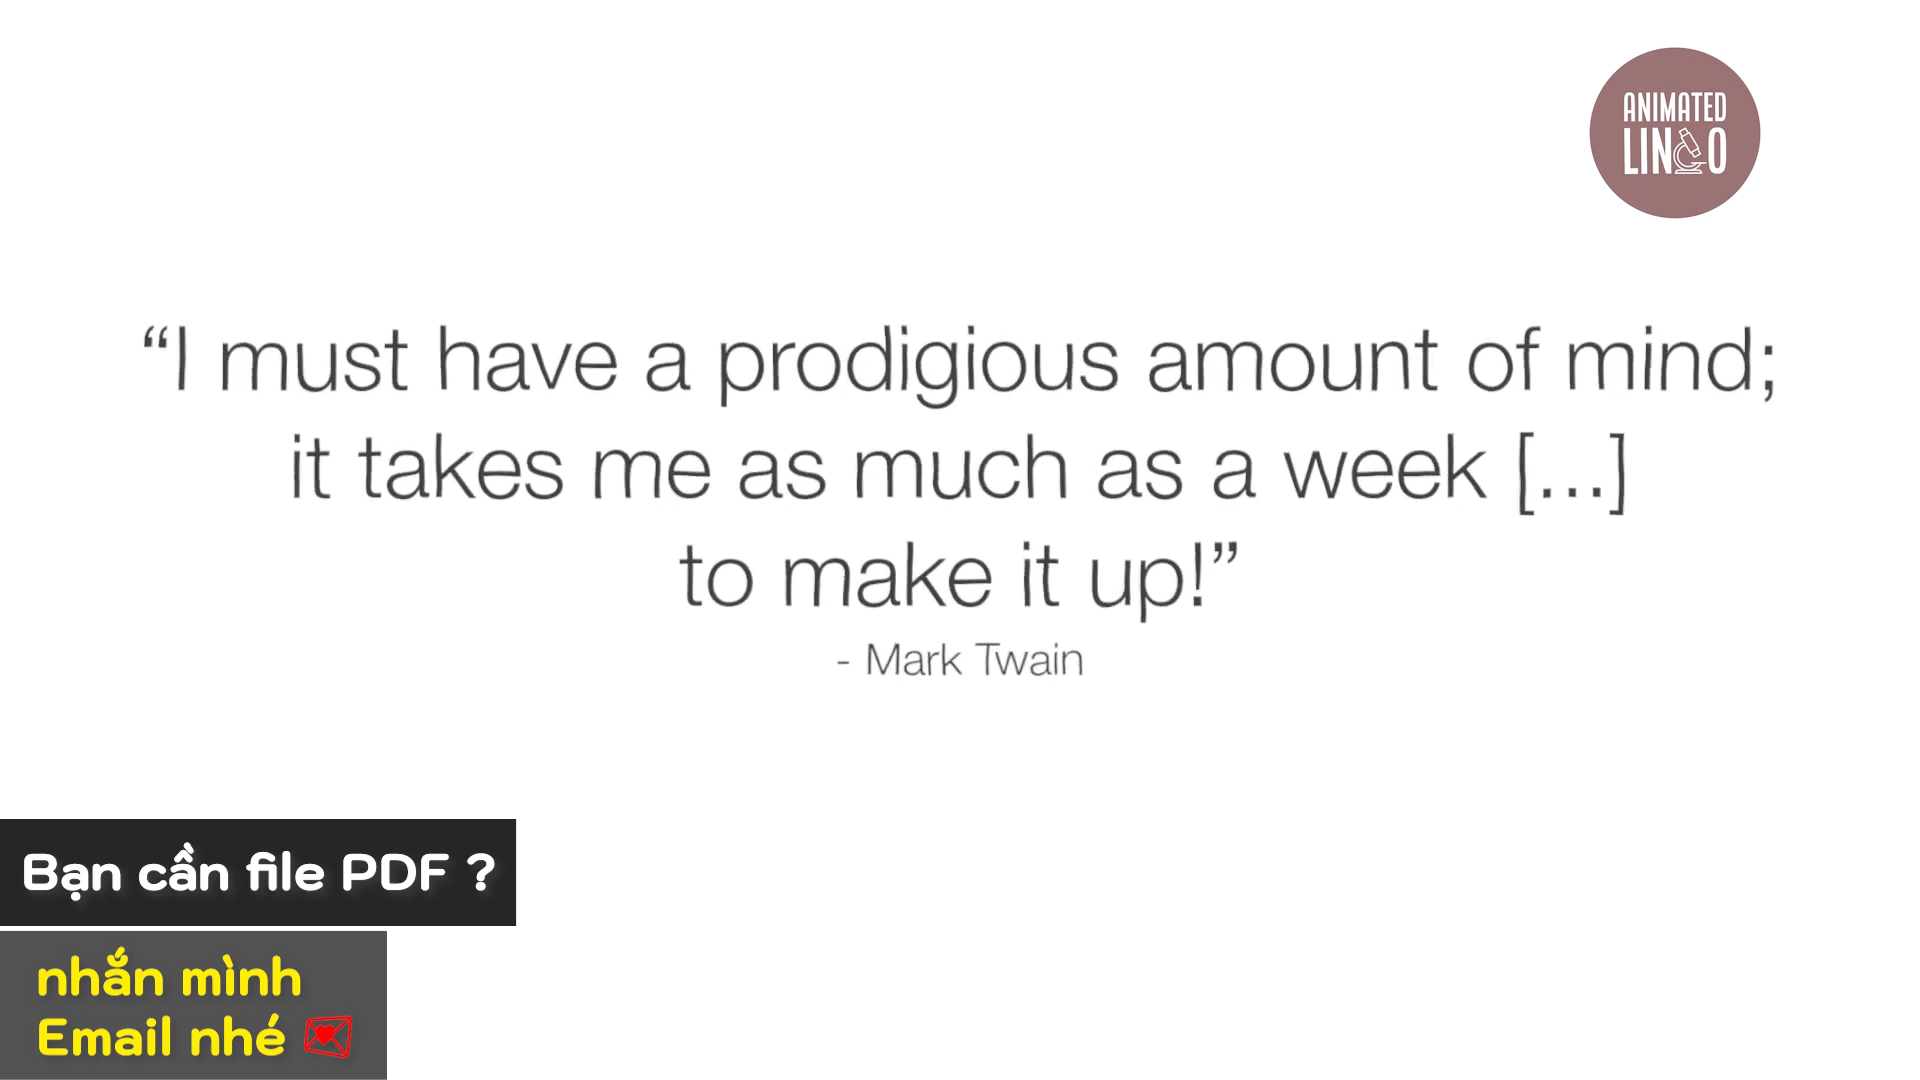 ANIMATED
LINGO
“I must have a prodigious amount of mind;
it takes me as much as a week [...]
to make it up!”
- Mark Twain
Bạn cần file PDF ?
nhắn mình
Email nhé